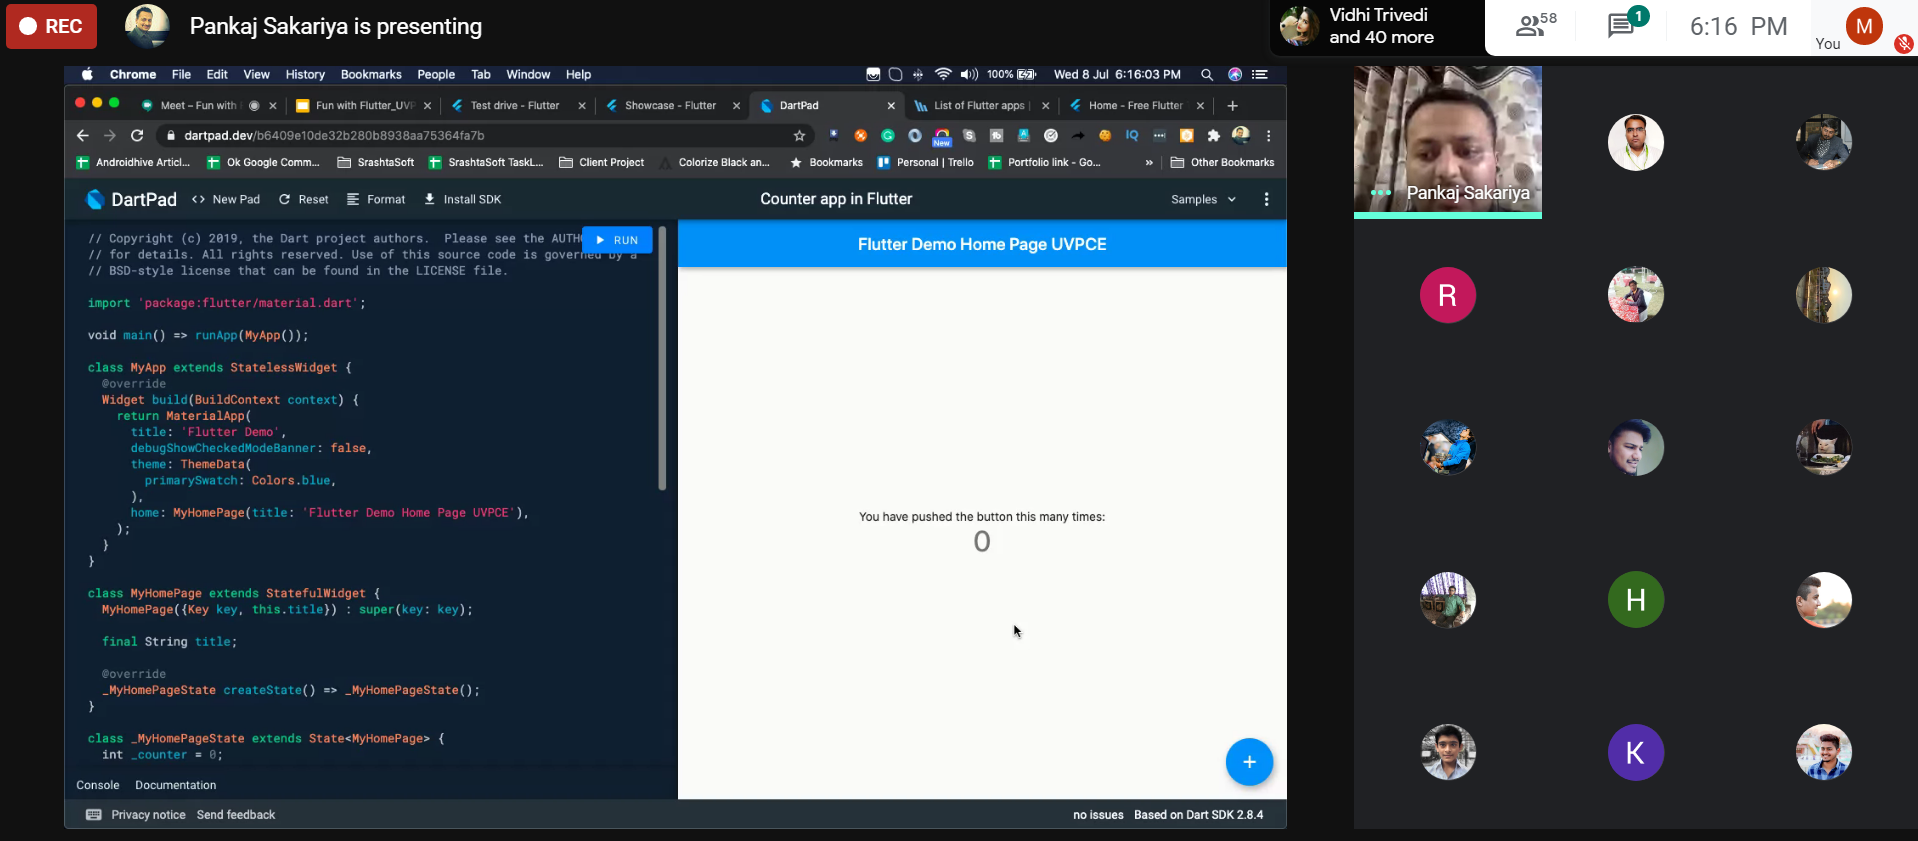 REC
Pankaj Sakariya is presenting
Vidhi Trivedi
and 40 more
58
1
6:16 PM
You
M
Chrome File Edit View History Bookmarks People Tab Window Help
100%
Wed 8 Jul 6:16:03 PM
Meet – Fun with
Fun with Flutter_UVP
Test drive - Flutter
Showcase - Flutter
DartPad
List of Flutter apps
Home - Free Flutter
dartpad.dev/b6409e10de32b280b8938aa75364fa7b
New
IQ
Androidhive Articl...
Ok Google Comm...
SrashtaSoft
SrashtaSoft TaskL...
Client Project
Colorize Black an...
Bookmarks
Personal | Trello
Portfolio link - Go...
»
Other Bookmarks
DartPad
<> New Pad
Reset
Format
Install SDK
Counter app in Flutter
Samples
// Copyright (c) 2019, the Dart project authors. Please see the AUTHO
RUN
// for details. All rights reserved. Use of this source code is governed by a
// BSD-style license that can be found in the LICENSE file.
import 'package:flutter/material.dart';
void main() => runApp(MyApp());
class MyApp extends StatelessWidget {
@override
Widget build(BuildContext context) {
return MaterialApp(
title: 'Flutter Demo',
debugShowCheckedModeBanner: false,
theme: ThemeData(
primarySwatch: Colors.blue,
),
home: MyHomePage(title: 'Flutter Demo Home Page UVPCE'),
);
}
}
class MyHomePage extends StatefulWidget {
MyHomePage({Key key, this.title}) : super(key: key);
final String title;
@override
_MyHomePageState createState() => _MyHomePageState();
}
class _MyHomePageState extends State<MyHomePage> {
int _counter = 0;
Console Documentation
Privacy notice Send feedback
Flutter Demo Home Page UVPCE
You have pushed the button this many times:
0
+
no issues Based on Dart SDK 2.8.4
Pankaj Sakariya
R
H
K